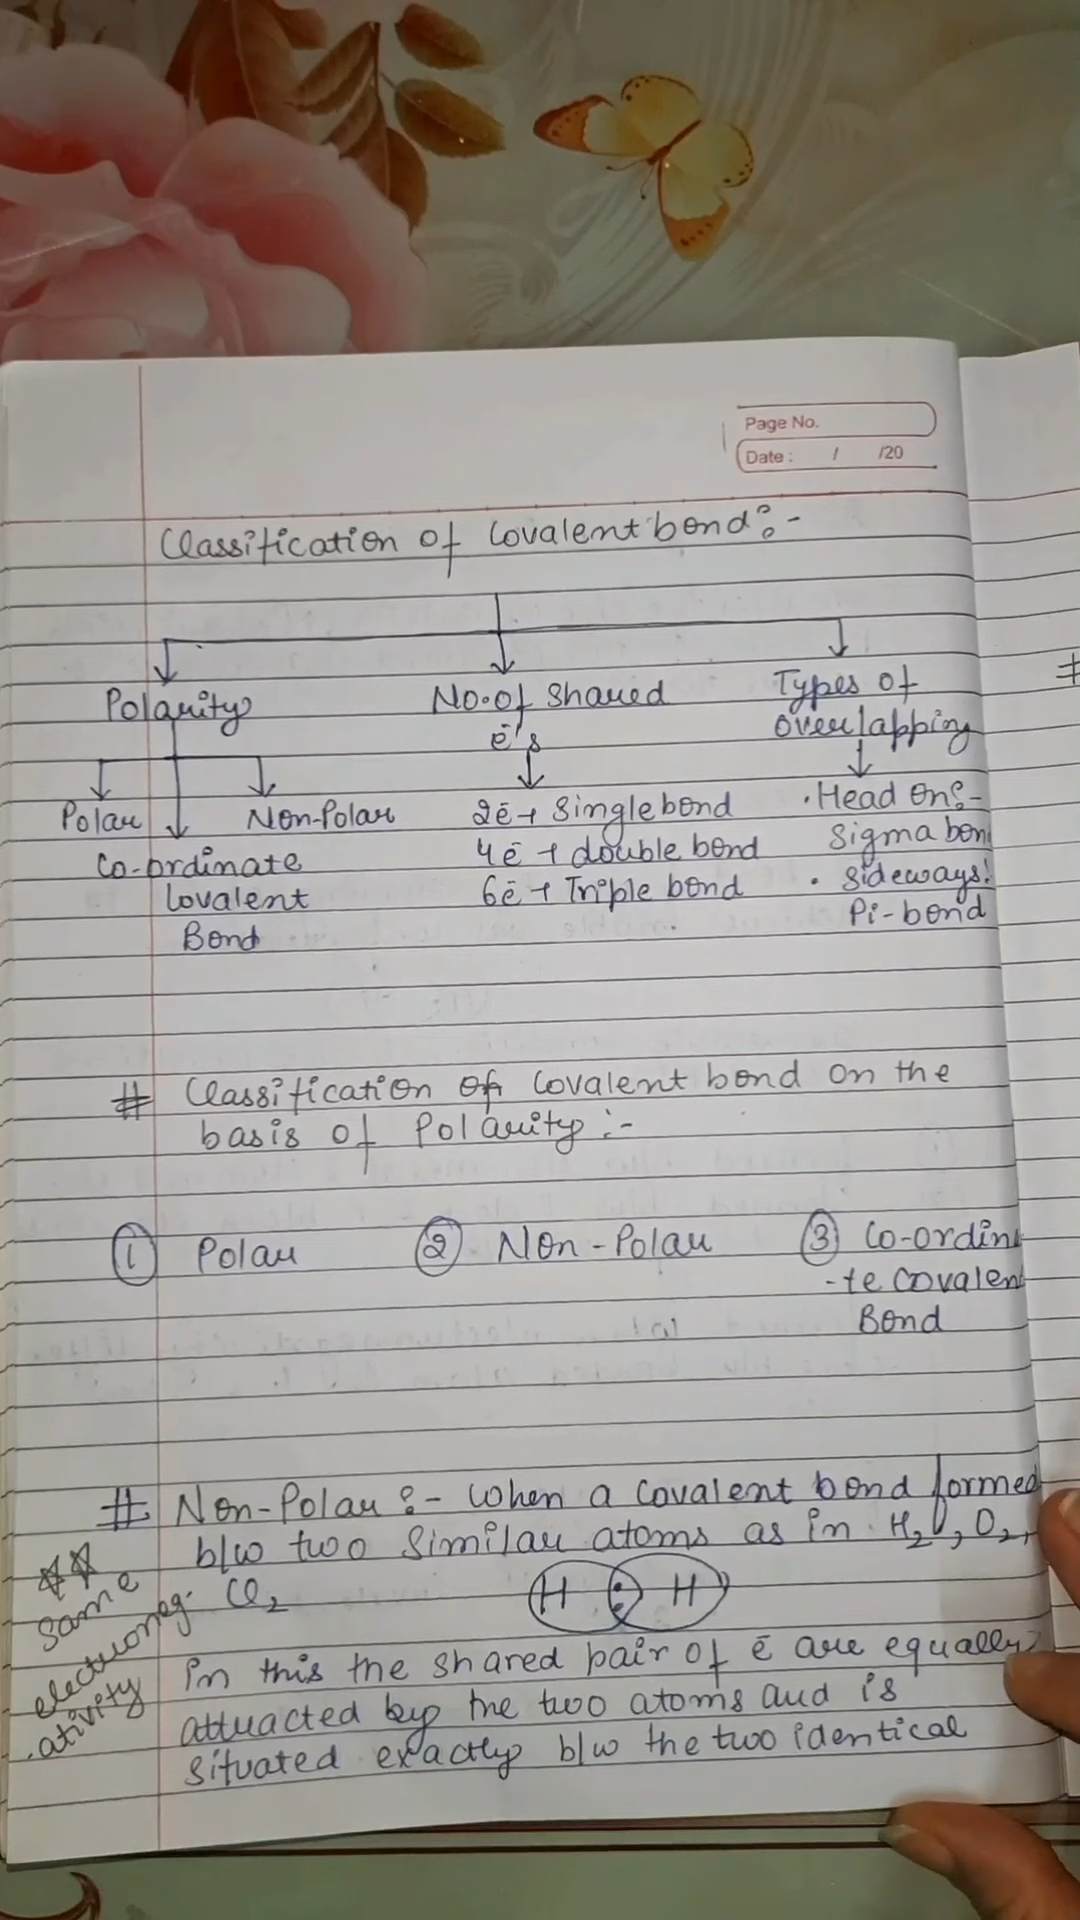 Page No.
Date : / /20
Classification of Covalent bond :-
Polarity
No. of shared
ē's
Types of
overlapping
Polar
Non-Polar
Co-ordinate
Covalent
Bond
2ē → Single bond
4ē → double bond
6ē → Triple bond
• Head on :-
Sigma bon
• Sideways:
Pi-bond
# Classification of Covalent bond on the
basis of Polarity :-
① Polar ② Non-Polar ③ Co-ordin
-te Covalen
Bond
# Non-Polar :- When a Covalent bond formed
b/w two Similar atoms as in H₂, O₂,
Cl₂
H : H
Same
electroneg.
ativity
in this the shared pair of ē are equally
attracted by the two atoms and is
situated exactly b/w the two identical